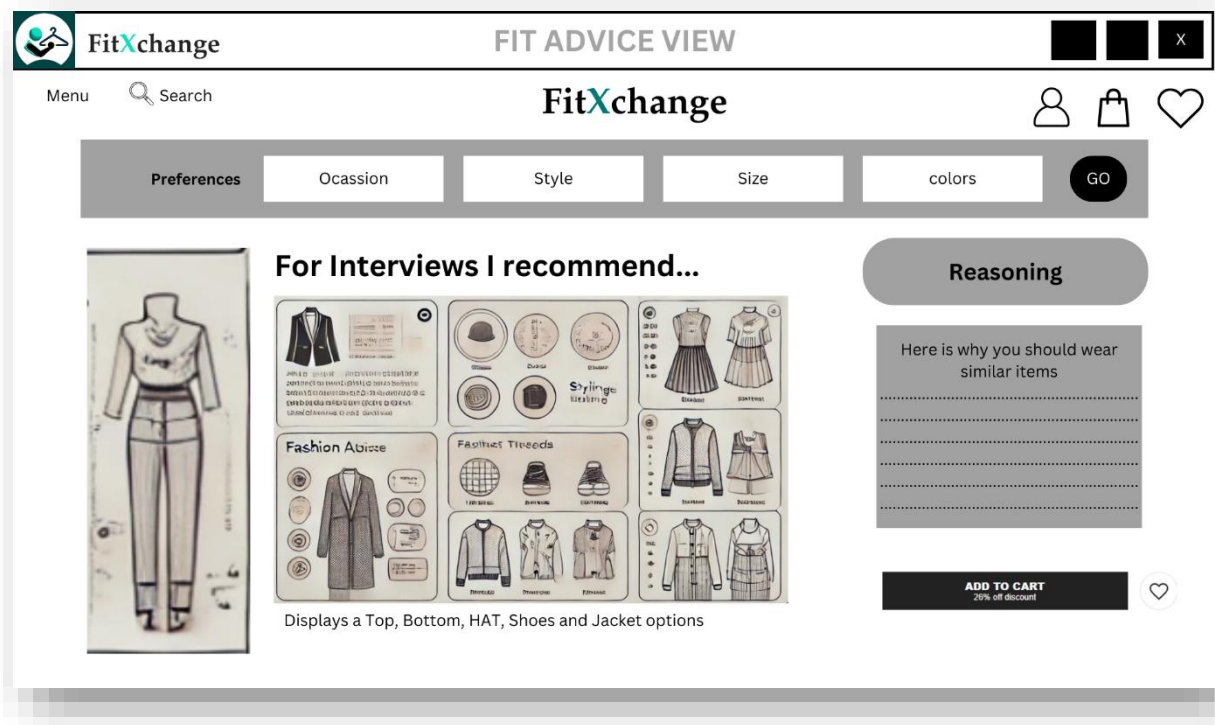 FitXchange
FIT ADVICE VIEW
X
Menu
Search
FitXchange
Preferences
Ocassion
Style
Size
colors
GO
For Interviews I recommend...
Reasoning
Fashion Abisse
Here is why you should wear
similar items
ADD TO CART
26% off discount
Displays a Top, Bottom, HAT, Shoes and Jacket options